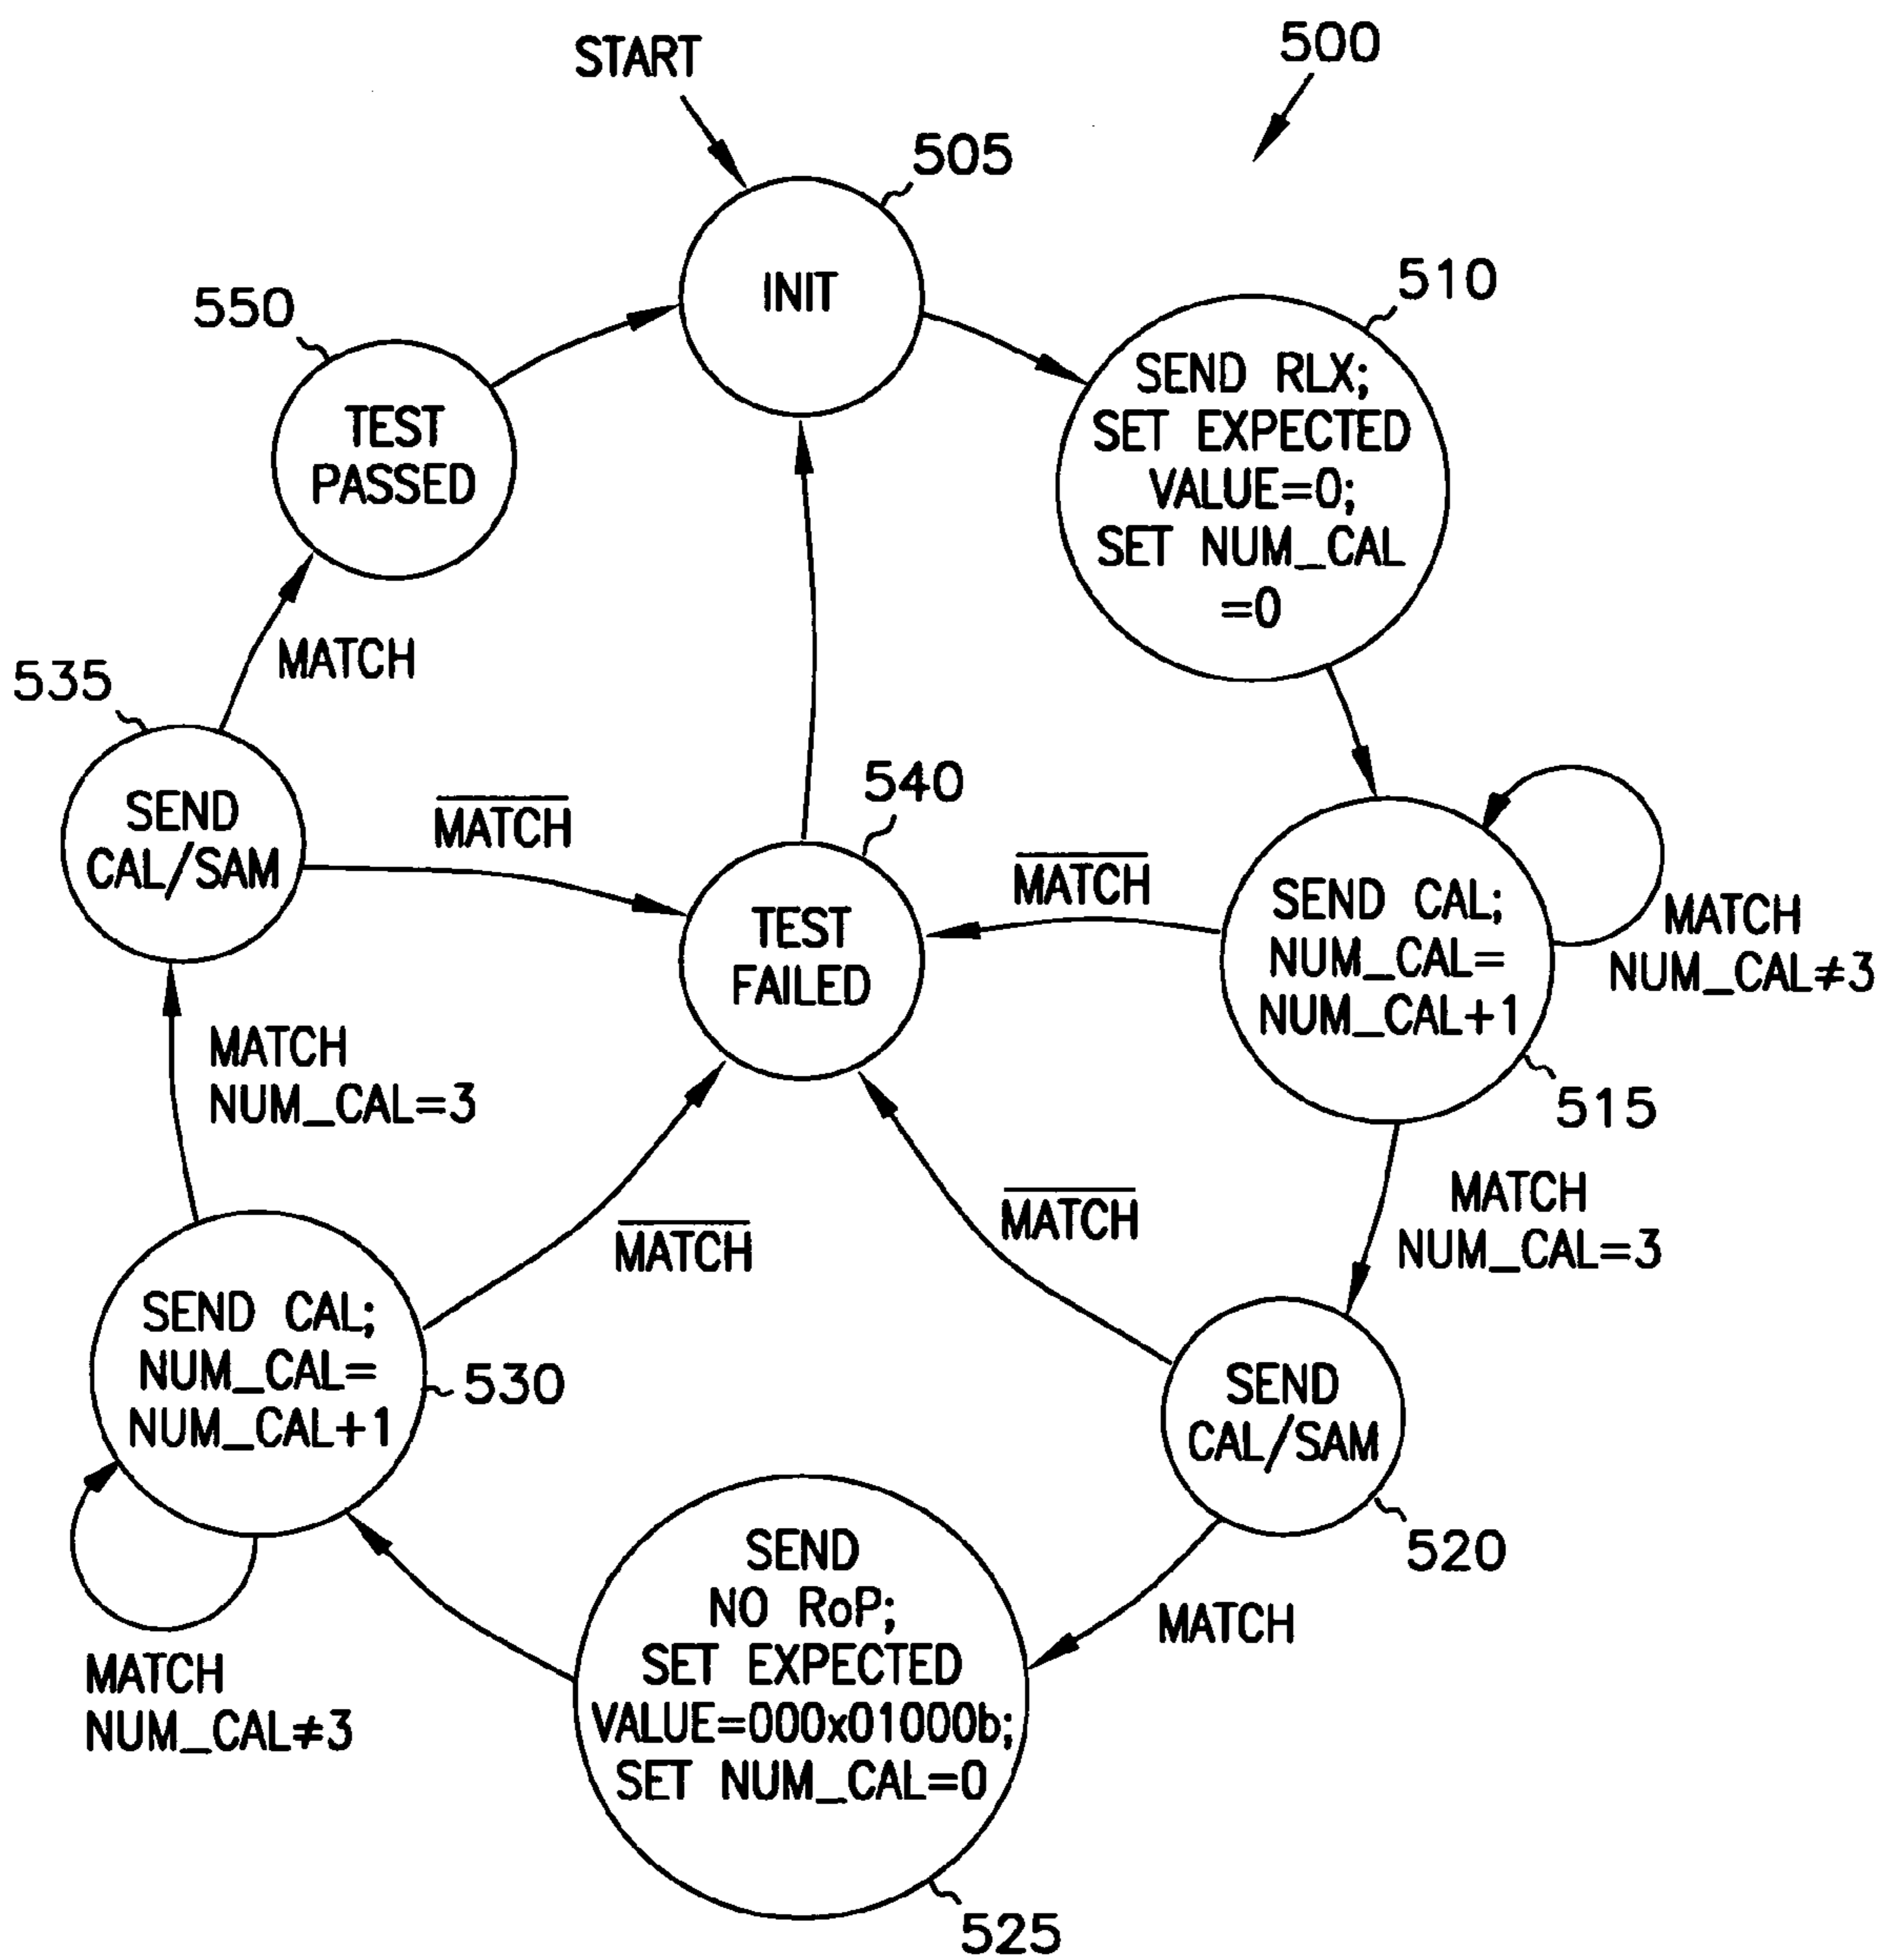 START
500
505
INIT
510
SEND RLX;
SET EXPECTED
VALUE=0;
SET NUM_CAL
=0
550
TEST
PASSED
MATCH
535
SEND
CAL/SAM
MATCH
540
TEST
FAILED
MATCH
SEND CAL;
NUM_CAL=
NUM_CAL+1
MATCH
NUM_CAL≠3
515
MATCH
NUM_CAL=3
MATCH
NUM_CAL=3
MATCH
MATCH
SEND CAL;
NUM_CAL=
NUM_CAL+1
530
SEND
CAL/SAM
520
MATCH
MATCH
NUM_CAL≠3
SEND
NO RoP;
SET EXPECTED
VALUE=000x01000b;
SET NUM_CAL=0
525